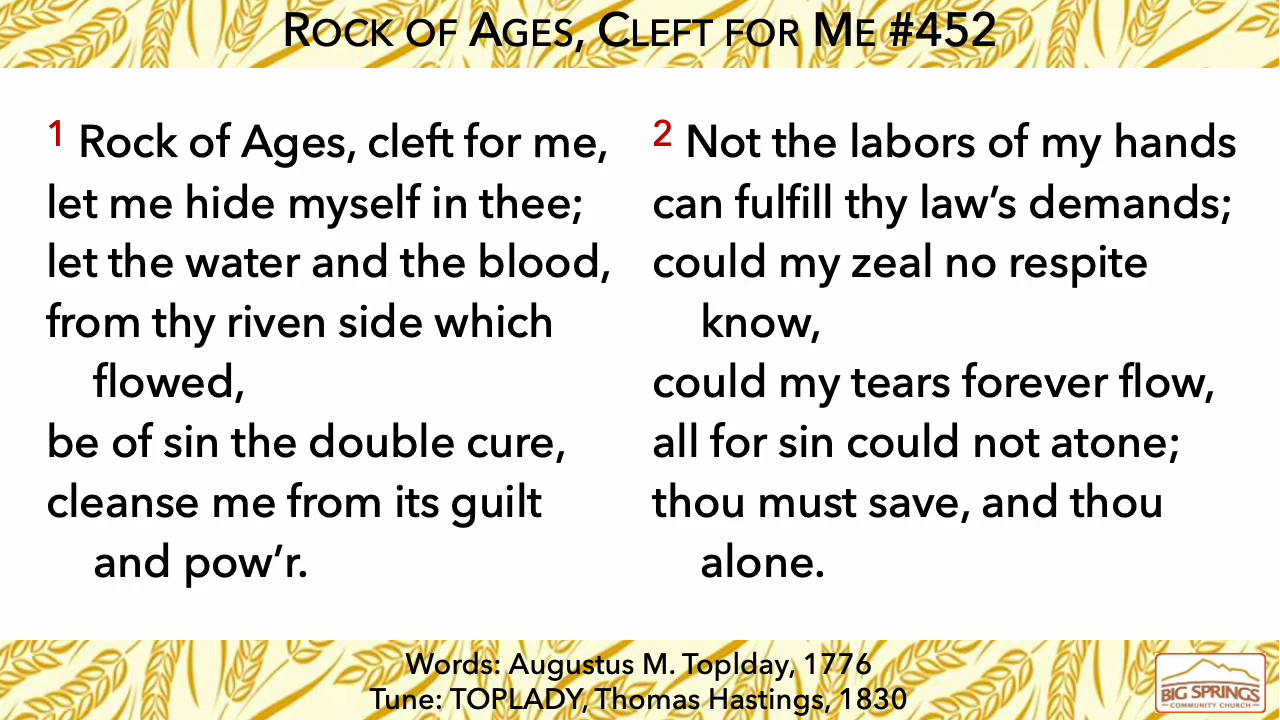 ROCK OF AGES, CLEFT FOR ME #452
1 Rock of Ages, cleft for me,
let me hide myself in thee;
let the water and the blood,
from thy riven side which
flowed,
be of sin the double cure,
cleanse me from its guilt
and pow’r.
2 Not the labors of my hands
can fulfill thy law’s demands;
could my zeal no respite
know,
could my tears forever flow,
all for sin could not atone;
thou must save, and thou
alone.
Words: Augustus M. Toplday, 1776
Tune: TOPLADY, Thomas Hastings, 1830
BIG SPRINGS
COMMUNITY CHURCH